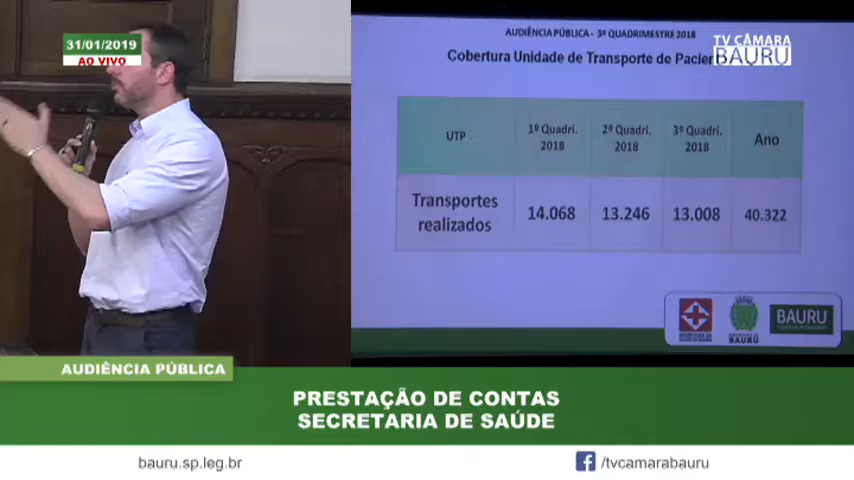 31/01/2019
AO VIVO
AUDIÊNCIA PÚBLICA - 3º QUADRIMESTRE 2018
TV CÂMARA
BAURU
Cobertura Unidade de Transporte de
UTP
1º Quadri. 2018
2º Quadri. 2018
3º Quadri. 2018
Ano
Transportes realizados
14.068
13.246
13.008
40.322
BAURU
BAURU
AUDIÊNCIA PÚBLICA
PRESTAÇÃO DE CONTAS
SECRETARIA DE SAÚDE
bauru.sp.leg.br
/tvcamarabauru